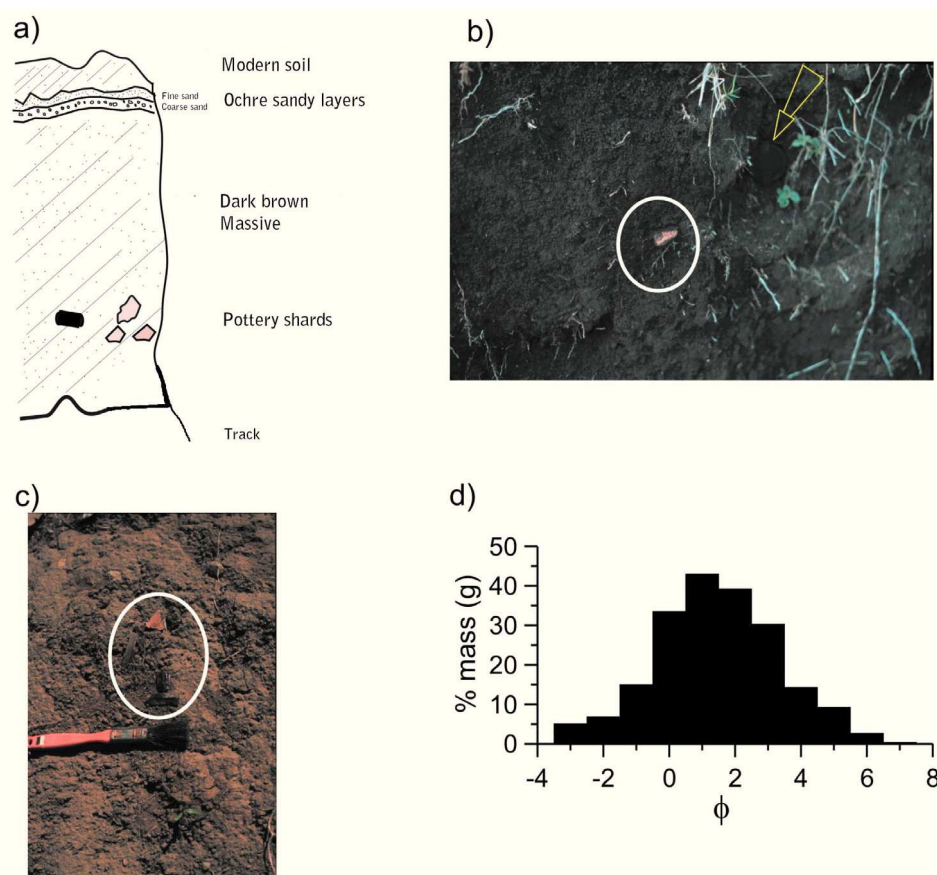 a)
Modern soil
Fine sand
Coarse sand
Ochre sandy layers
Dark brown
Massive
Pottery shards
Track
b)
c)
d)
50
40
30
20
10
0
% mass (g)
-4 -2 0 2 4 6 8
ϕ